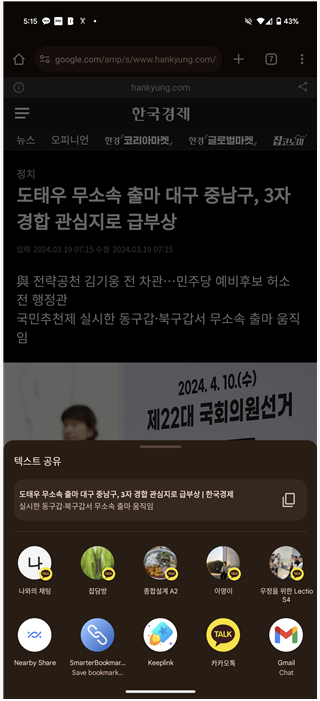 5:15
43%
google.com/amp/s/www.hankyung.com/
7
hankyung.com
한국경제
뉴스 오피니언 한경 코리아마켓 한경 글로벌마켓 집코노미
정치
도태우 무소속 출마 대구 중남구, 3자
경합 관심지로 급부상
입력 2024.03.19 07:15 수정 2024.03.19 07:15
與 전략공천 김기웅 전 차관…민주당 예비후보 허소
전 행정관
국민추천제 실시한 동구갑·북구갑서 무소속 출마 움직
임
2024. 4. 10.(수)
제22대 국회의원선거
텍스트 공유
도태우 무소속 출마 대구 중남구, 3자 경합 관심지로 급부상 | 한국경제
실시한 동구갑·북구갑서 무소속 출마 움직임
나
TALK TALK TALK TALK TALK
나와의 채팅 잡담방 종합설계 A2 이영이 우정을 위한 Lectio
S4
TALK
Nearby Share SmarterBookmar... Keeplink 카카오톡 Gmail
Save bookmark... Chat